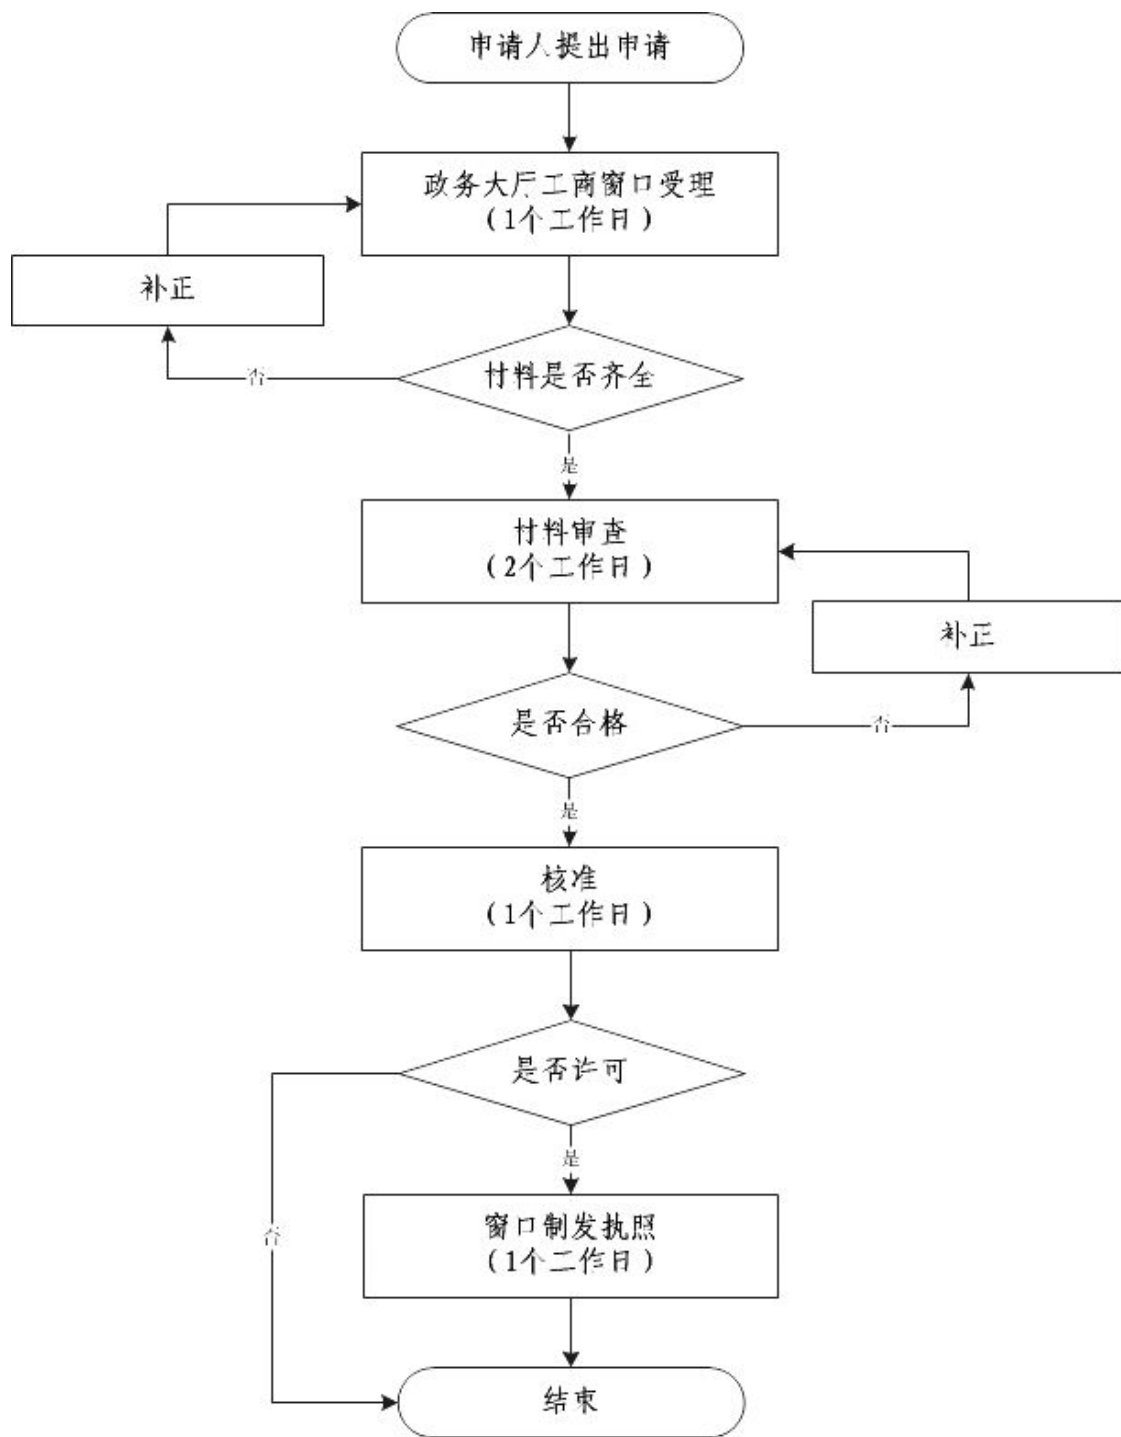 申请人提出申请
政务大厅工商窗口受理
（1个工作日）
补正
材料是否齐全
否
是
材料审查
（2个工作日）
补正
是否合格
否
是
核准
（1个工作日）
是否许可
是
否
窗口制发执照
（1个工作日）
结束